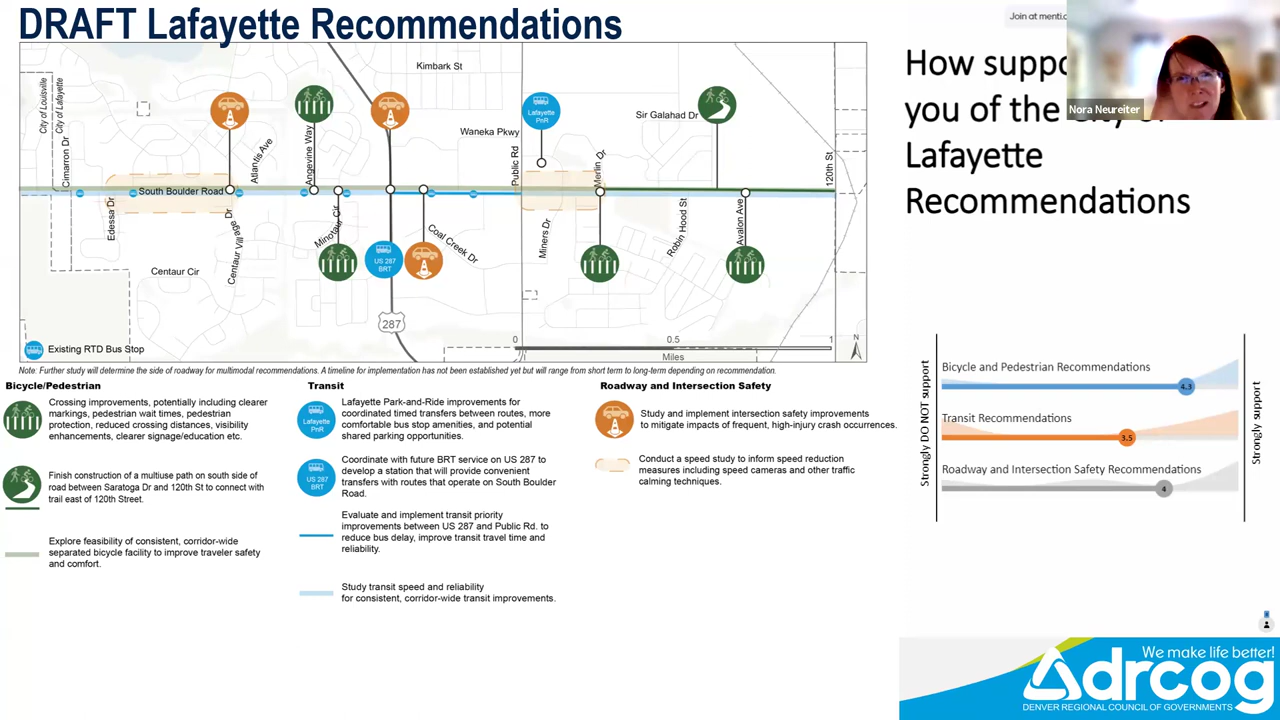 DRAFT Lafayette Recommendations
Join at menti.c
How suppo
you of the City of
Lafayette
Recommendations
Nora Neureiter
Kimbark St
City of Louisville
City of Lafayette
Cimarron Dr
Atlantis Ave
Angevine Way
Waneka Pkwy
Public Rd
Lafayette
PnR
Sir Galahad Dr
Merlin Dr
120th St
South Boulder Road
Edessa Dr
Centaur Village Dr
Minotaur Cir
Coal Creek Dr
Miners Dr
Robin Hood St
Avalon Ave
US 287
BRT
Centaur Cir
287
Existing RTD Bus Stop
0
0.5
1
Miles
N
Note: Further study will determine the side of roadway for multimodal recommendations. A timeline for implementation has not been established yet but will range from short term to long-term depending on recommendation.
Bicycle/Pedestrian
Crossing improvements, potentially including clearer
markings, pedestrian wait times, pedestrian
protection, reduced crossing distances, visibility
enhancements, clearer signage/education etc.
Finish construction of a multiuse path on south side of
road between Saratoga Dr and 120th St to connect with
trail east of 120th Street.
Explore feasibility of consistent, corridor-wide
separated bicycle facility to improve traveler safety
and comfort.
Transit
Lafayette
PnR
Lafayette Park-and-Ride improvements for
coordinated timed transfers between routes, more
comfortable bus stop amenities, and potential
shared parking opportunities.
US 287
BRT
Coordinate with future BRT service on US 287 to
develop a station that will provide convenient
transfers with routes that operate on South Boulder
Road.
Evaluate and implement transit priority
improvements between US 287 and Public Rd. to
reduce bus delay, improve transit travel time and
reliability.
Study transit speed and reliability
for consistent, corridor-wide transit improvements.
Roadway and Intersection Safety
Study and implement intersection safety improvements
to mitigate impacts of frequent, high-injury crash occurrences.
Conduct a speed study to inform speed reduction
measures including speed cameras and other traffic
calming techniques.
Strongly DO NOT support
Bicycle and Pedestrian Recommendations
4.3
Transit Recommendations
3.5
Roadway and Intersection Safety Recommendations
4
Strongly support
We make life better!
drcog
DENVER REGIONAL COUNCIL OF GOVERNMENTS